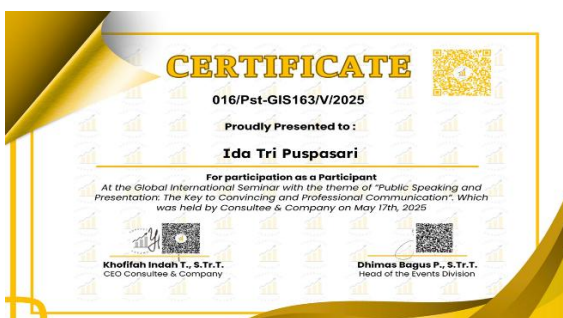 CERTIFICATE
016/Pst-GIS163/V/2025
Proudly Presented to :
Ida Tri Puspasari
For participation as a Participant
At the Global International Seminar with the theme of "Public Speaking and
Presentation: The Key to Convincing and Professional Communication". Which
was held by Consultee & Company on May 17th, 2025
Khofifah Indah T., S.Tr.T.
CEO Consultee & Company
Dhimas Bagus P., S.Tr.T.
Head of the Events Division